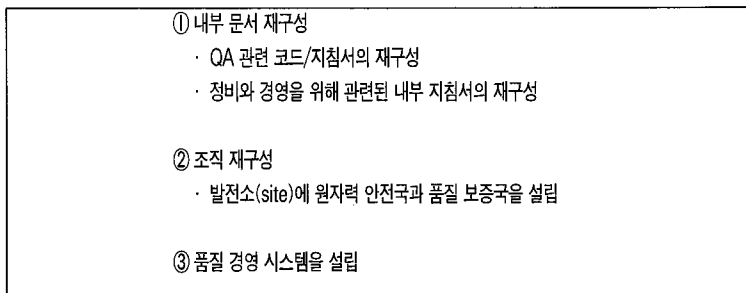 ① 내부 문서 재구성
· QA 관련 코드/지침서의 재구성
· 정비와 경영을 위해 관련된 내부 지침서의 재구성
② 조직 재구성
· 발전소(site)에 원자력 안전국과 품질 보증국을 설립
③ 품질 경영 시스템을 설립